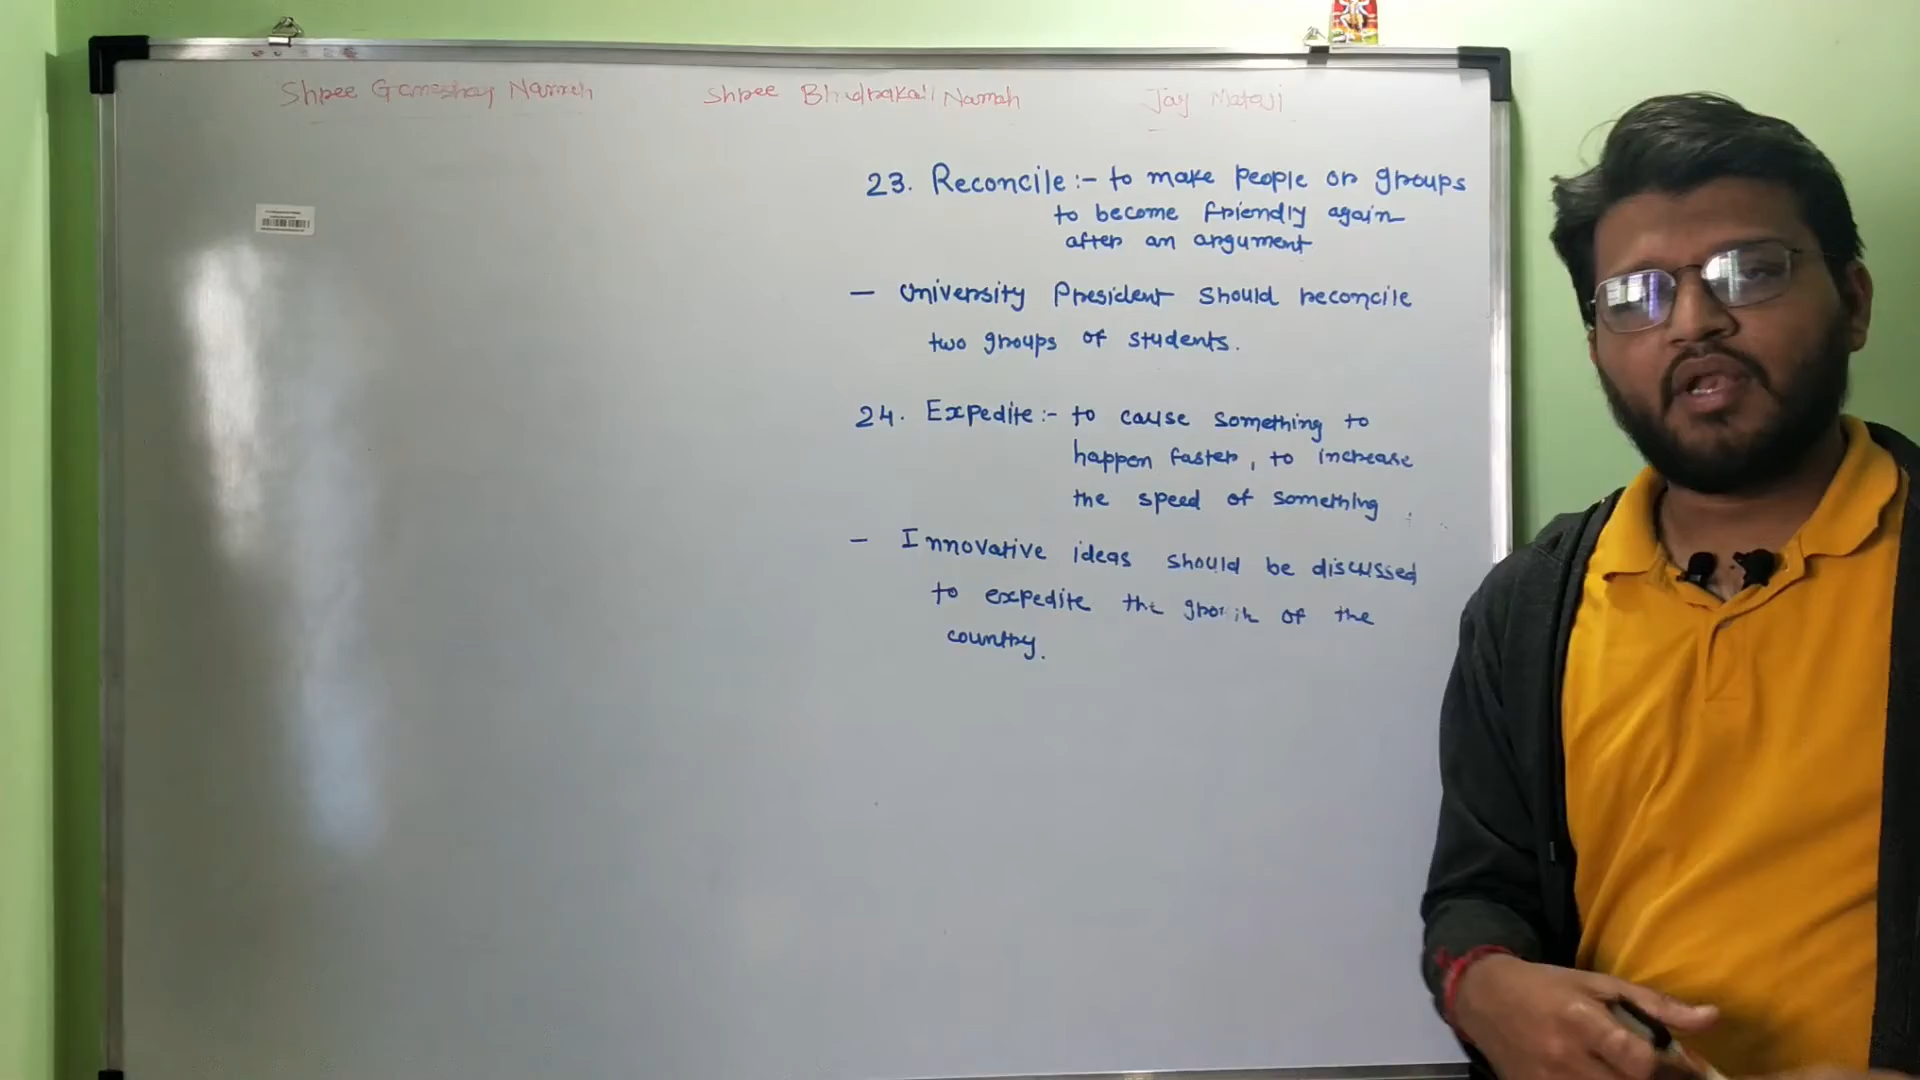 Shree Ganeshay Namah Shree Bhadrakali Namah Jay Mataji
23. Reconcile :- to make people or groups
to become friendly again
after an argument
- University President should reconcile
two groups of students.
24. Expedite :- to cause something to
happen faster, to increase
the speed of something
- Innovative ideas should be discussed
to expedite the growth of the
country.